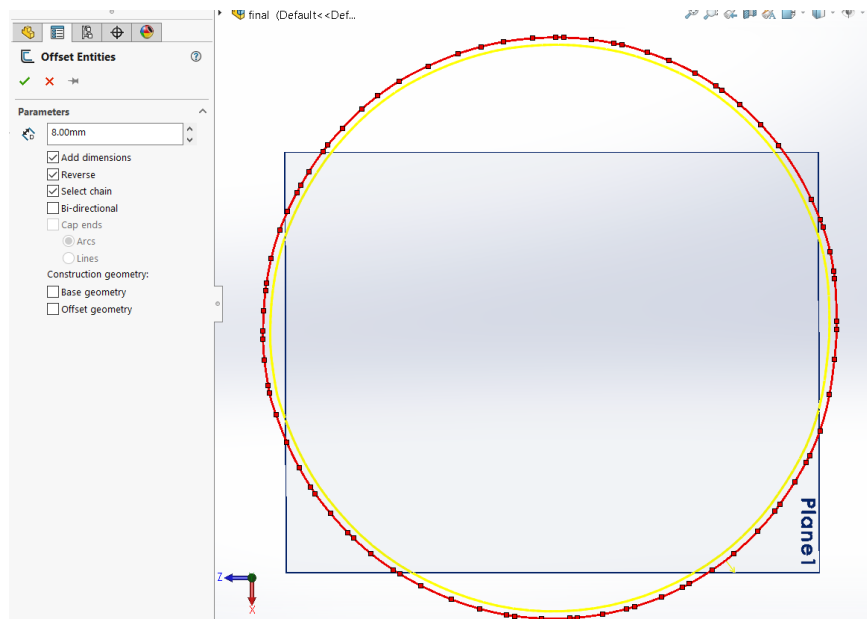 final (Default<<Def...
Offset Entities
Parameters
8.00mm
Add dimensions
Reverse
Select chain
Bi-directional
Cap ends
Arcs
Lines
Construction geometry:
Base geometry
Offset geometry
Plane1
Z
X